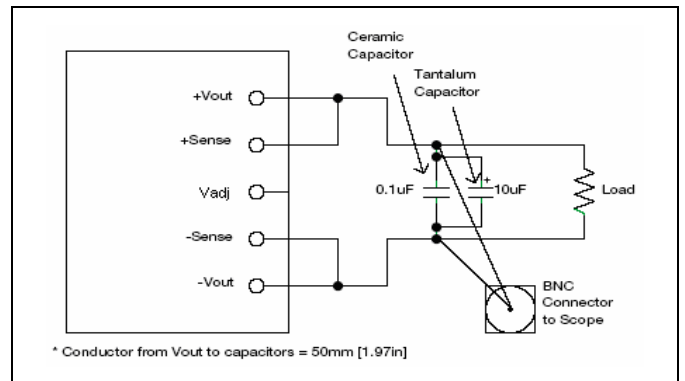 Ceramic
Capacitor
Tantalum
Capacitor
+Vout
+Sense
Vadj
-Sense
-Vout
0.1uF
+
10uF
Load
BNC
Connector
to Scope
* Conductor from Vout to capacitors = 50mm [1.97in]